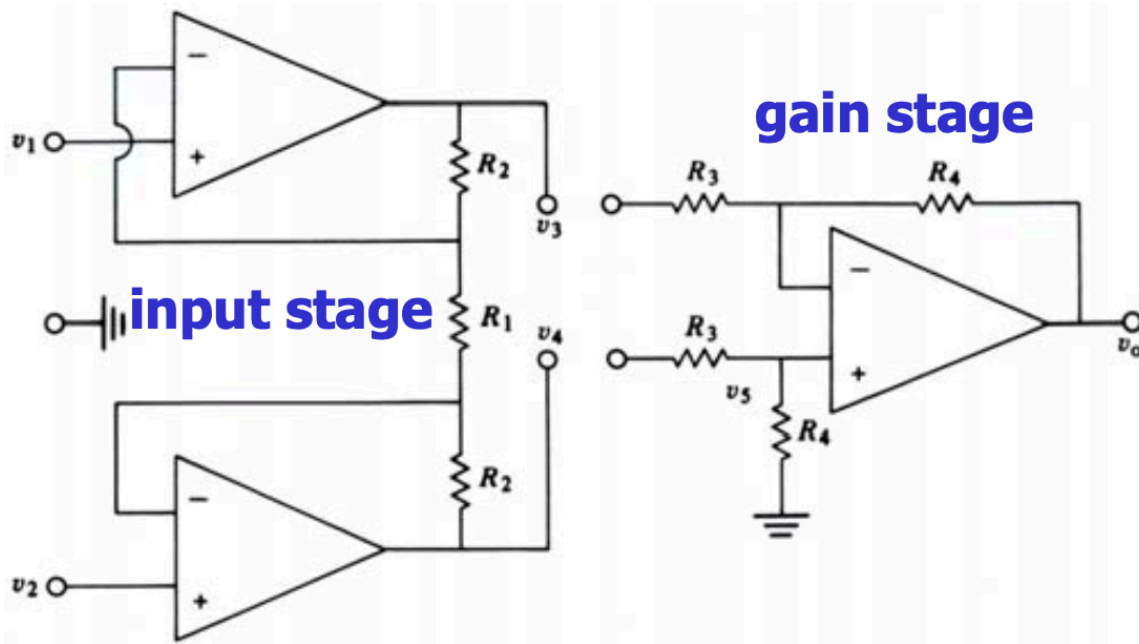 −
v1
+
R2
v3
input stage
R1
v4
R2
−
v2
+
gain stage
R3
R4
−
R3
v5
+
R4
vo